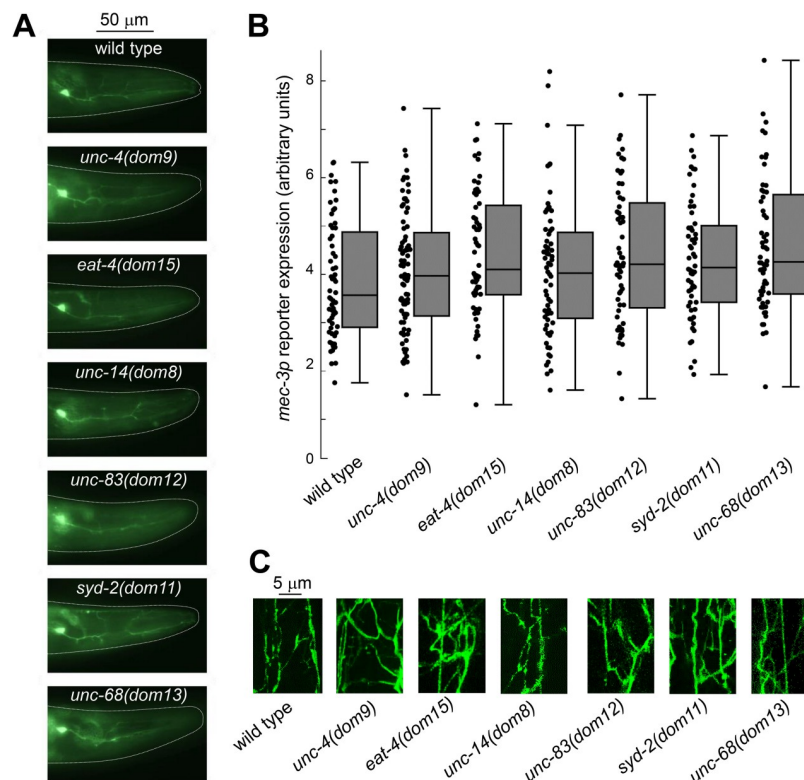 A
50 μm
wild type
unc-4(dom9)
eat-4(dom15)
unc-14(dom8)
unc-83(dom12)
syd-2(dom11)
unc-68(dom13)
B
mec-3p reporter expression (arbitrary units)
8
6
4
2
0
wild type
unc-4(dom9)
eat-4(dom15)
unc-14(dom8)
unc-83(dom12)
syd-2(dom11)
unc-68(dom13)
C
5 μm
wild type
unc-4(dom9)
eat-4(dom15)
unc-14(dom8)
unc-83(dom12)
syd-2(dom11)
unc-68(dom13)